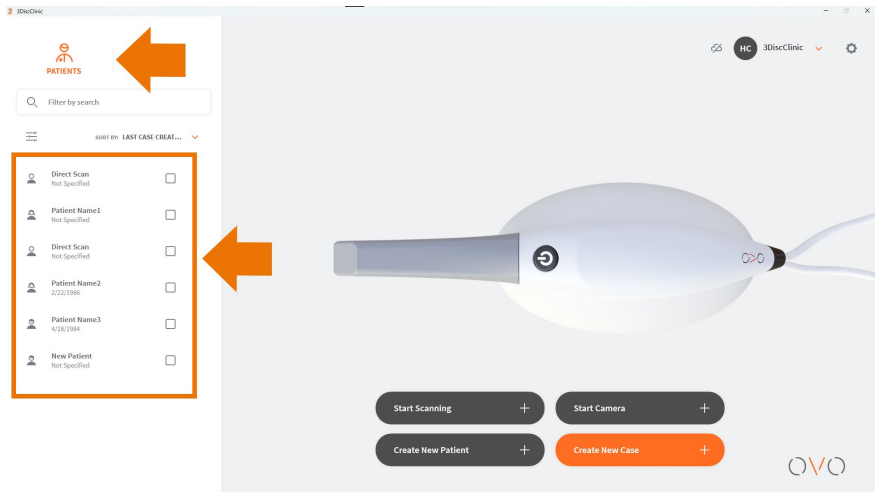 3 3DiscClinic
PATIENTS
HC 3DiscClinic
Filter by search
SORT BY: LAST CASE CREAT...
Direct Scan
Not Specified
Patient Name1
Not Specified
Direct Scan
Not Specified
Patient Name2
2/22/1986
Patient Name3
4/28/1984
New Patient
Not Specified
OVO
Start Scanning +
Start Camera +
Create New Patient +
Create New Case +
OVO